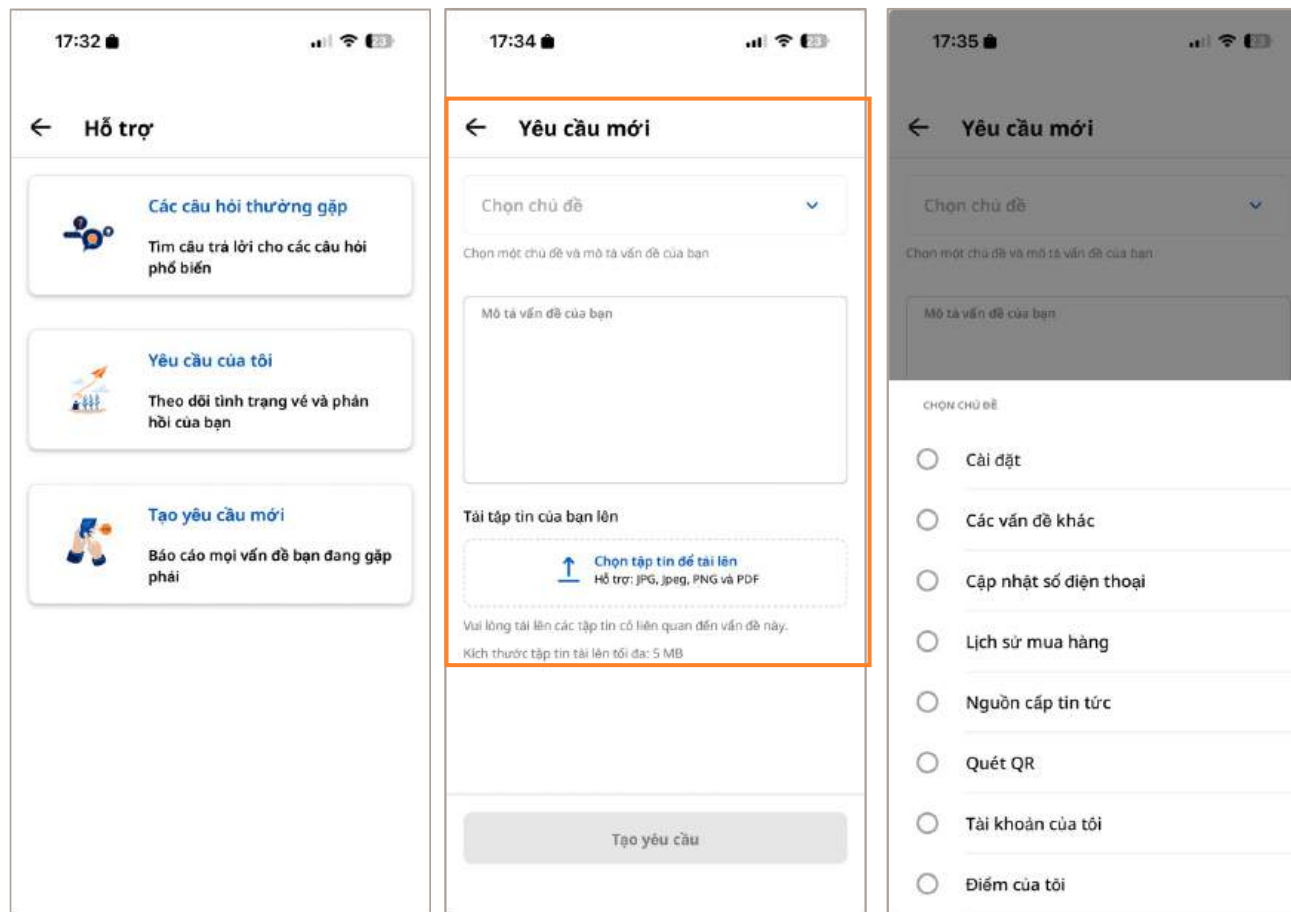 17:32
23
Hỗ trợ
Các câu hỏi thường gặp
Tìm câu trả lời cho các câu hỏi
phổ biến
Yêu cầu của tôi
Theo dõi tình trạng vé và phản
hồi của bạn
Tạo yêu cầu mới
Báo cáo mọi vấn đề bạn đang gặp
phải
17:34
23
Yêu cầu mới
Chọn chủ đề
Chọn một chủ đề và mô tả vấn đề của bạn
Mô tả vấn đề của bạn
Tải tập tin của bạn lên
Chọn tập tin để tải lên
Hỗ trợ: JPG, Jpeg, PNG và PDF
Vui lòng tải lên các tập tin có liên quan đến vấn đề này.
Kích thước tập tin tải lên tối đa: 5 MB
Tạo yêu cầu
17:35
23
Yêu cầu mới
Chọn chủ đề
Chọn một chủ đề và mô tả vấn đề của bạn
Mô tả vấn đề của bạn
CHỌN CHỦ ĐỀ
Cài đặt
Các vấn đề khác
Cập nhật số điện thoại
Lịch sử mua hàng
Nguồn cấp tin tức
Quét QR
Tài khoản của tôi
Điểm của tôi